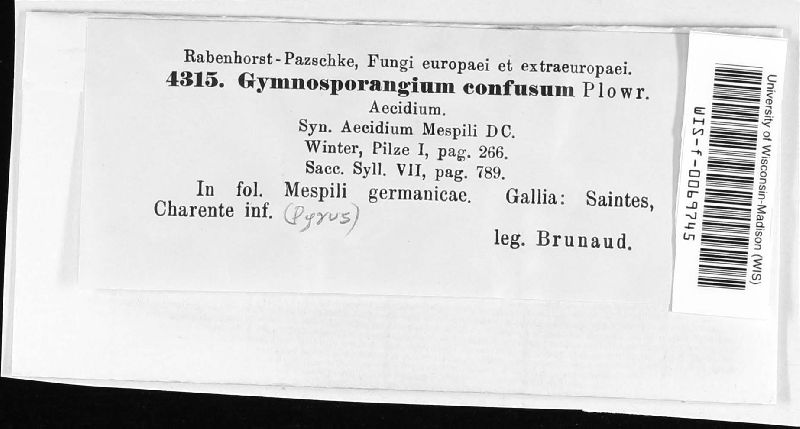 Rabenhorst-Pazschke, Fungi europaei et extraeuropaei.
4315. Gymnosporangium confusum Plowr.
Aecidium.
Syn. Aecidium Mespili DC.
Winter, Pilze I, pag. 266.
Sacc. Syll. VII, pag. 789.
In fol. Mespili germanicae. Gallia: Saintes,
Charente inf. (Pyrus)
leg. Brunaud.
University of Wisconsin-Madison (WIS)
WIS-f-0069745